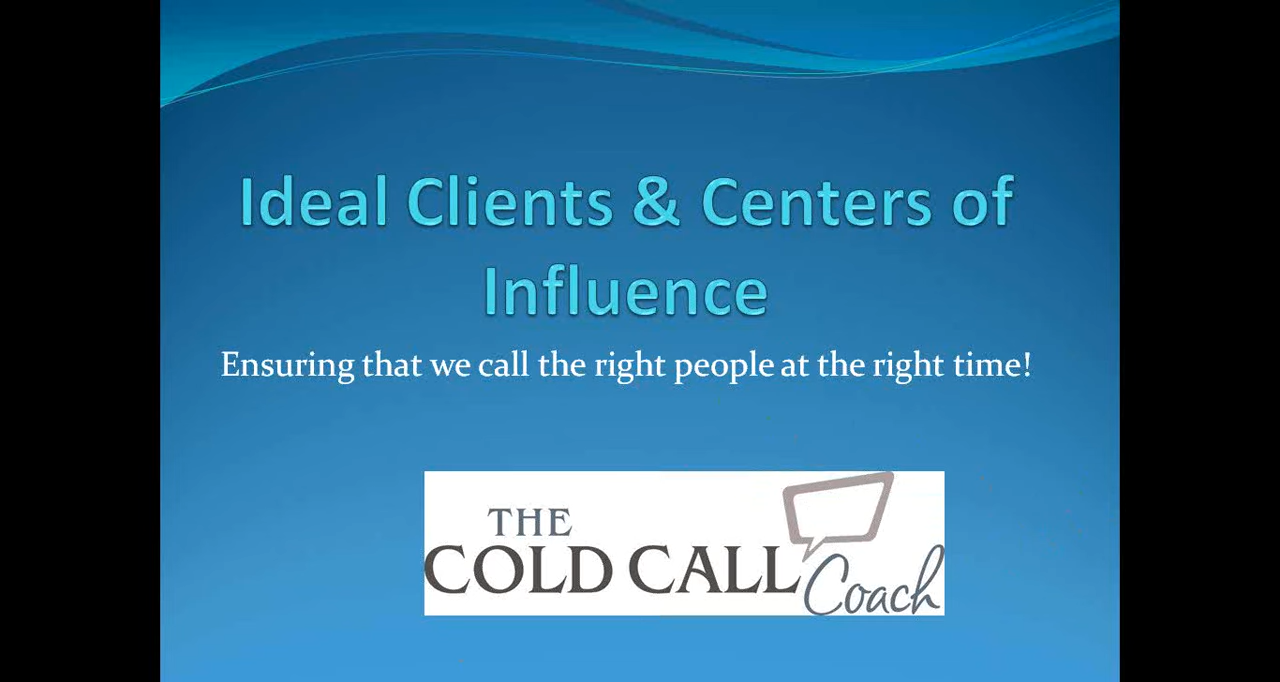 Ideal Clients & Centers of
Influence
Ensuring that we call the right people at the right time!
THE
COLD CALL
Coach